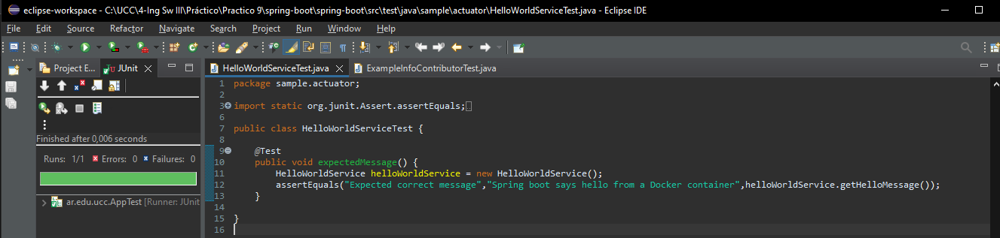 eclipse-workspace - C:\UCC\4-Ing Sw III\Práctico\Practico 9\spring-boot\spring-boot\src\test\java\sample\actuator\HelloWorldServiceTest.java - Eclipse IDE
File Edit Source Refactor Navigate Search Project Run Window Help
Project E... JUnit
HelloWorldServiceTest.java ExampleInfoContributorTest.java
Finished after 0,006 seconds
Runs: 1/1 Errors: 0 Failures: 0
ar.edu.ucc.AppTest [Runner: JUnit
1 package sample.actuator;
2
3 import static org.junit.Assert.assertEquals;
6
7 public class HelloWorldServiceTest {
8
9 @Test
10 public void expectedMessage() {
11 HelloWorldService helloWorldService = new HelloWorldService();
12 assertEquals("Expected correct message","Spring boot says hello from a Docker container",helloWorldService.getHelloMessage());
13 }
14
15 }
16